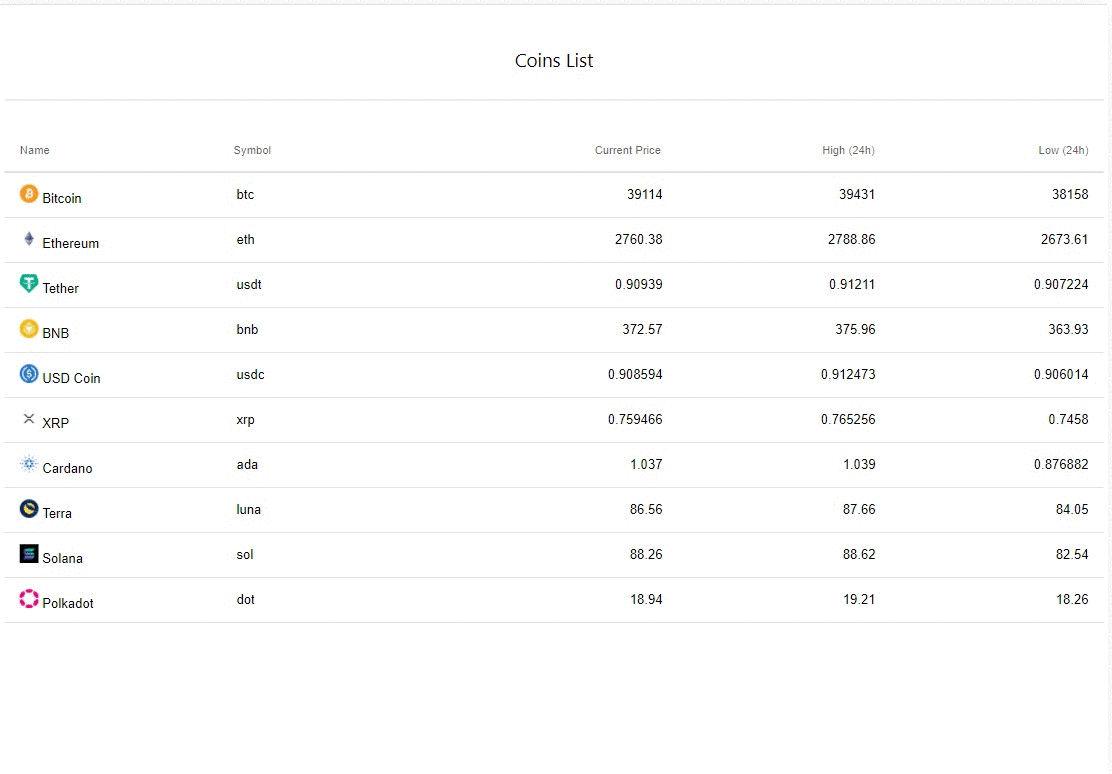 Coins List
Name Symbol Current Price High (24h) Low (24h)
Bitcoin btc 39114 39431 38158
Ethereum eth 2760.38 2788.86 2673.61
Tether usdt 0.90939 0.91211 0.907224
BNB bnb 372.57 375.96 363.93
USD Coin usdc 0.908594 0.912473 0.906014
XRP xrp 0.759466 0.765256 0.7458
Cardano ada 1.037 1.039 0.876882
Terra luna 86.56 87.66 84.05
Solana sol 88.26 88.62 82.54
Polkadot dot 18.94 19.21 18.26